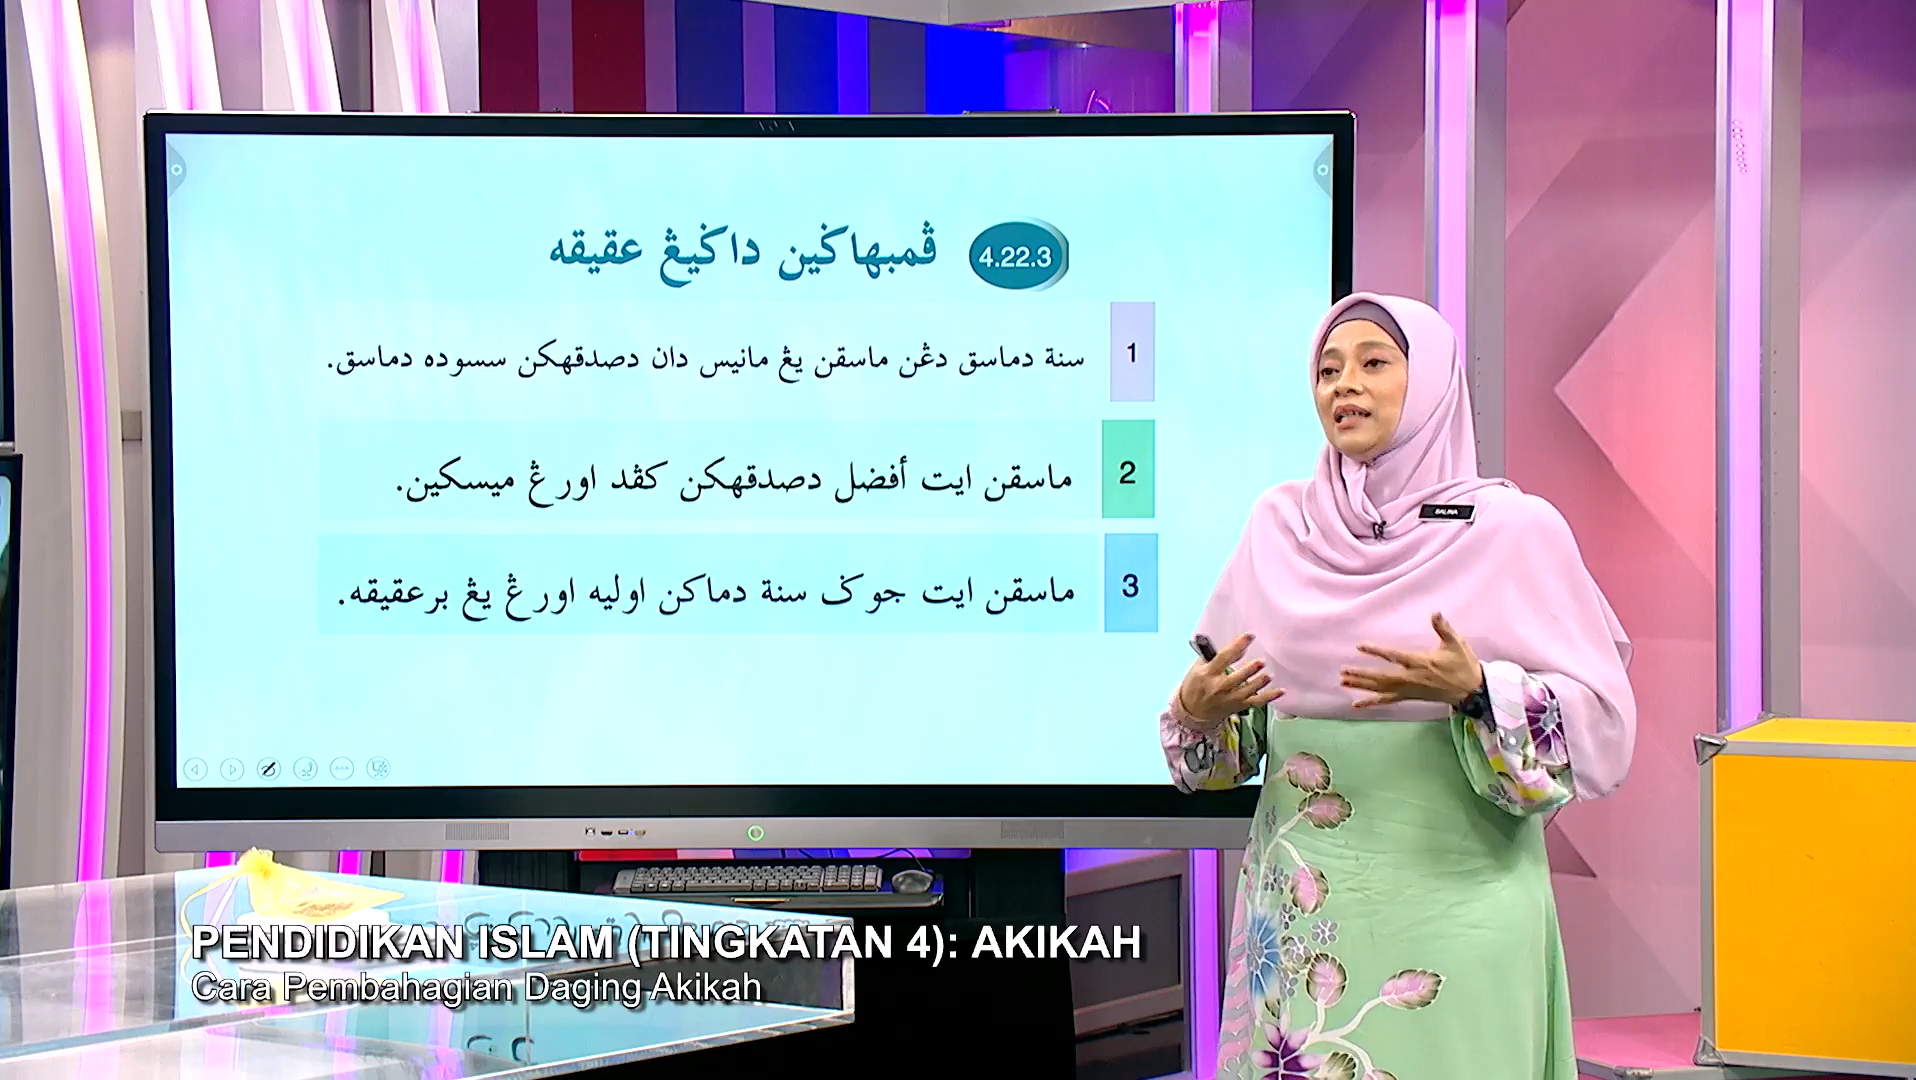 4.22.3 ڤمبهاݢين داݢيڠ عقيقه
1 سنة دماسق دڠن ماسقن يڠ مانيس دان دصدقهكن سسوده دماسق.
2 ماسقن ايت أفضل دصدقهكن كڤد اورڠ ميسكين.
3 ماسقن ايت جوݢ سنة دماكن اوليه اورڠ يڠ برعقيقه.
SALINA
PENDIDIKAN ISLAM (TINGKATAN 4): AKIKAH
Cara Pembahagian Daging Akikah